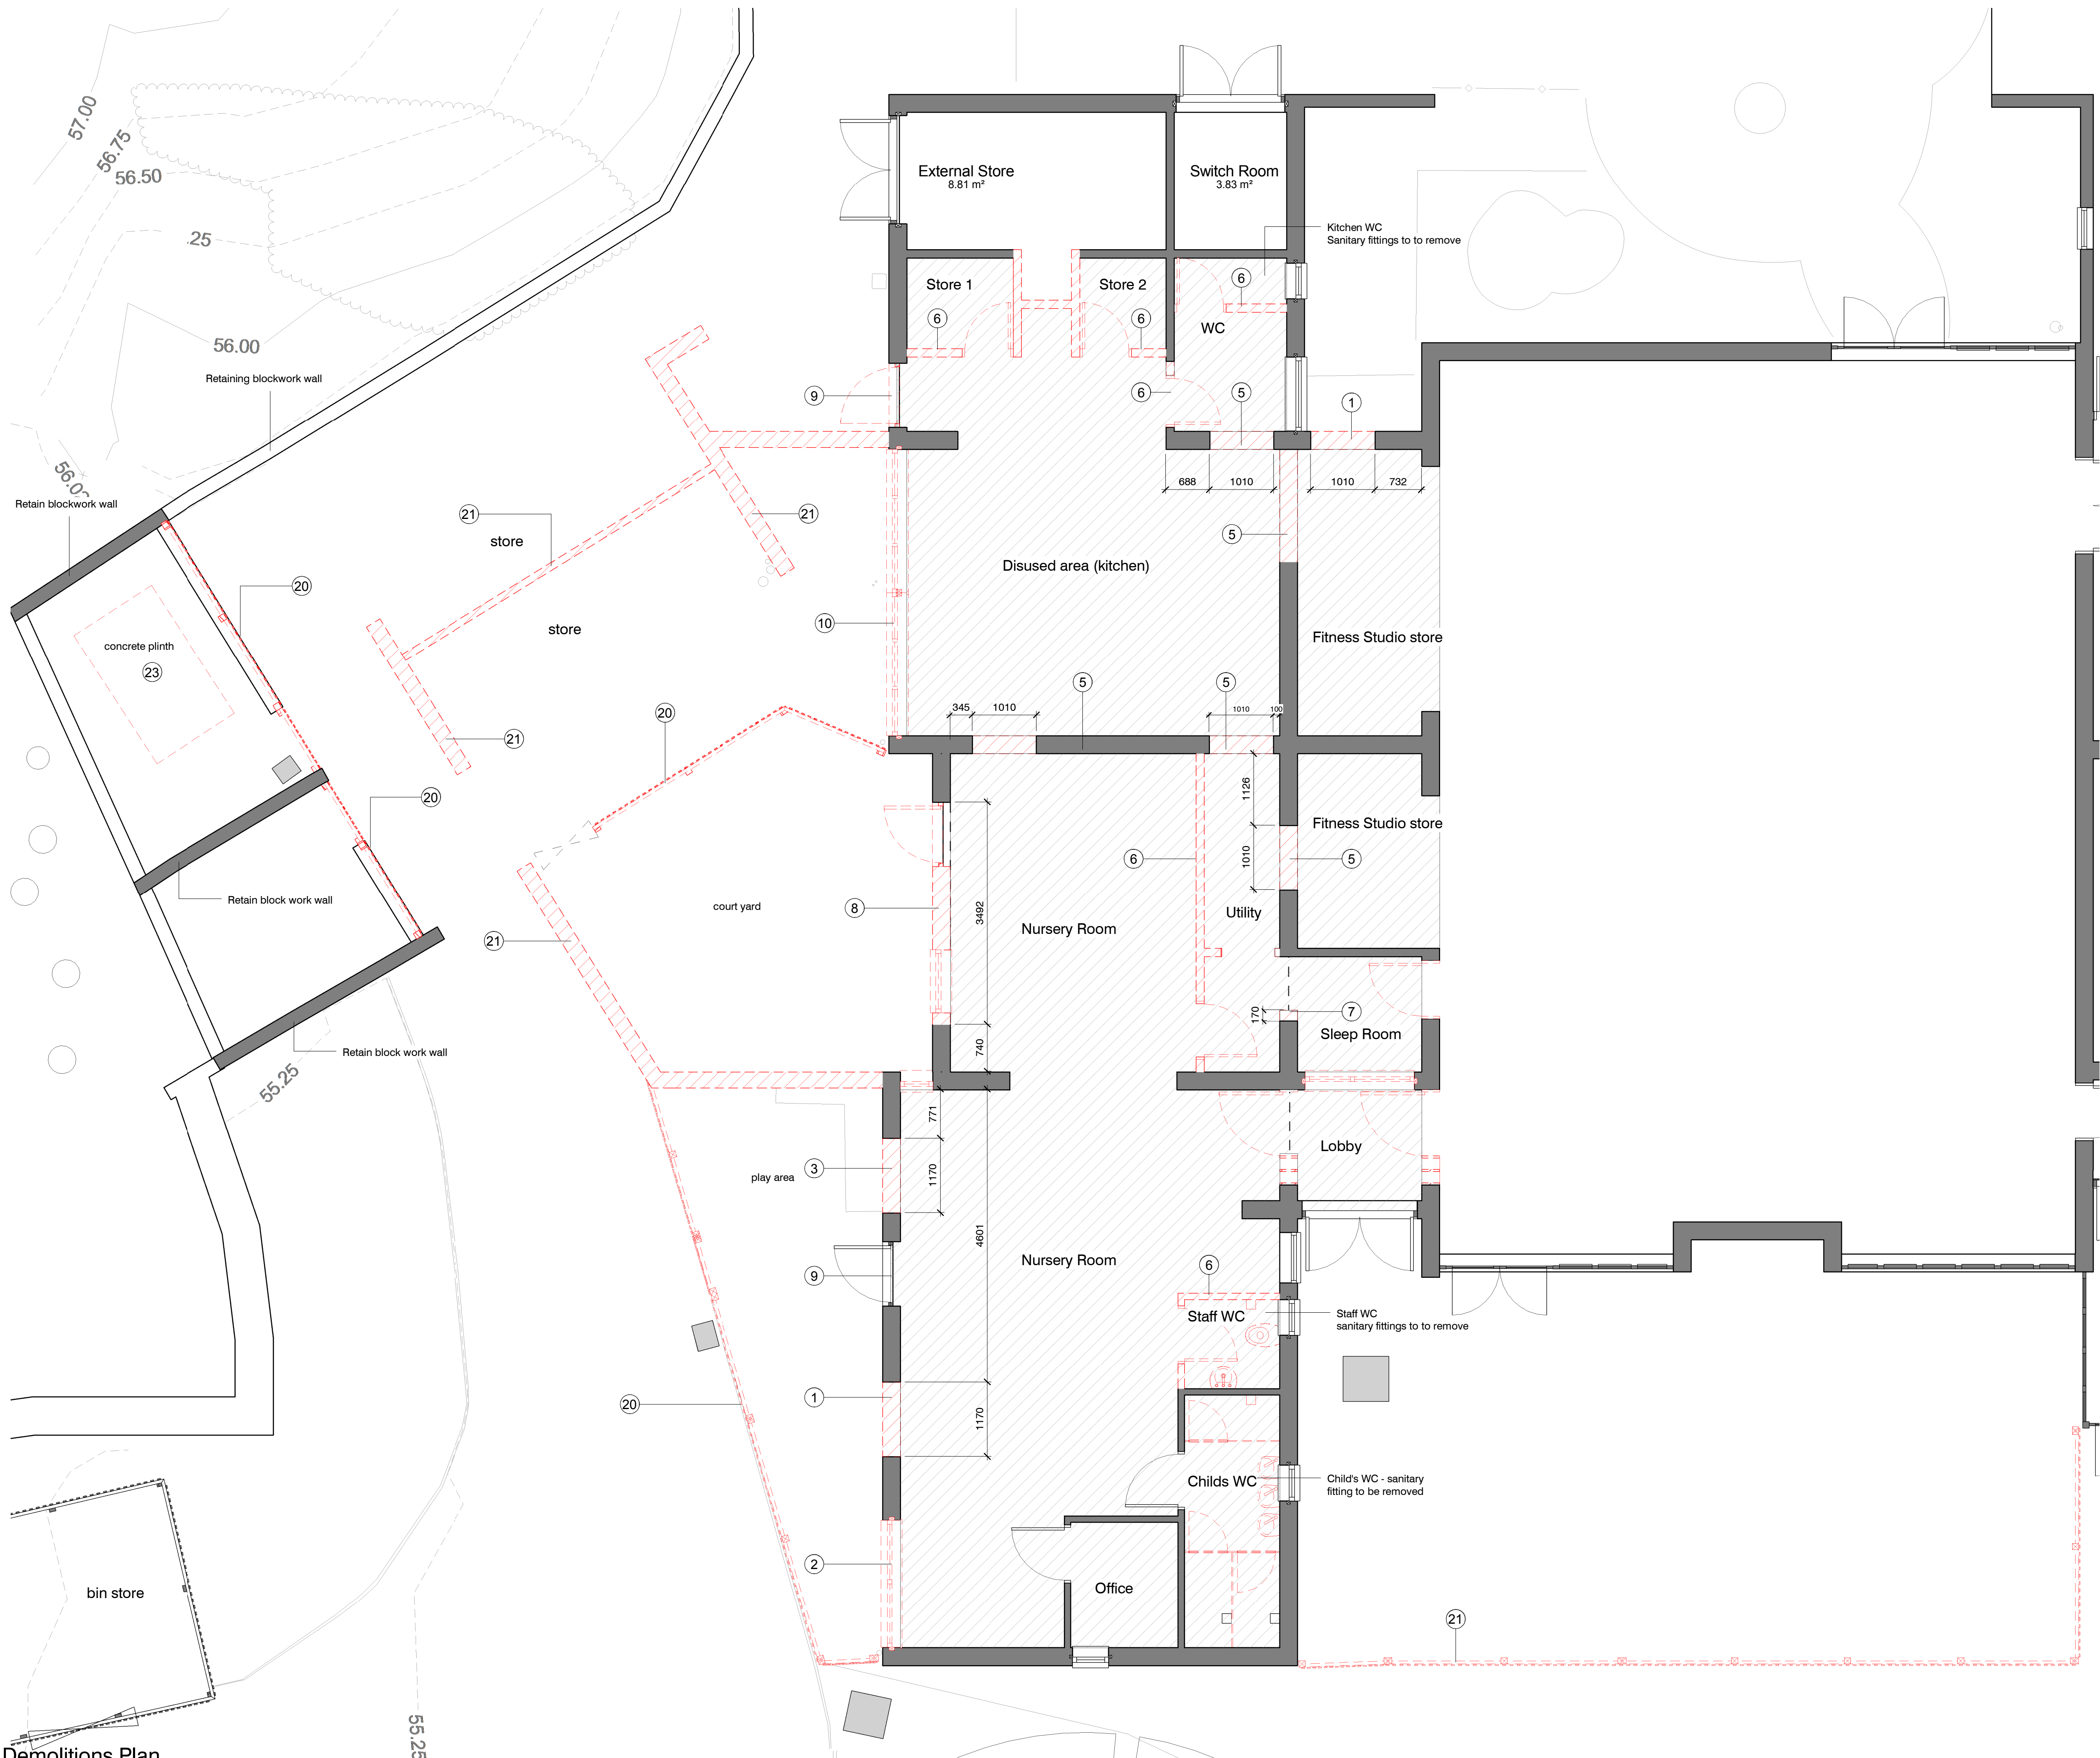 57.00
56.75
56.50
.25
56.00
External Store
8.81 m²
Switch Room
3.83 m²
Kitchen WC
Sanitary fittings to to remove
Store 1
Store 2
6
6
6
WC
Retaining blockwork wall
9
6
5
1
56.0
Retain blockwork wall
688
1010
1010
732
21
store
21
5
Disused area (kitchen)
20
10
store
Fitness Studio store
concrete plinth
23
5
5
20
345
1010
1010
100
21
1126
20
Fitness Studio store
6
1010
5
Retain block work wall
court yard
8
3492
Utility
21
Nursery Room
170
7
Sleep Room
Retain block work wall
740
55.25
771
Lobby
3
play area
1170
4601
9
Nursery Room
6
Staff WC
Staff WC
sanitary fittings to to remove
20
1
1170
Childs WC
Child's WC - sanitary
fitting to be removed
2
Office
bin store
21
55.25
Demolitions Plan